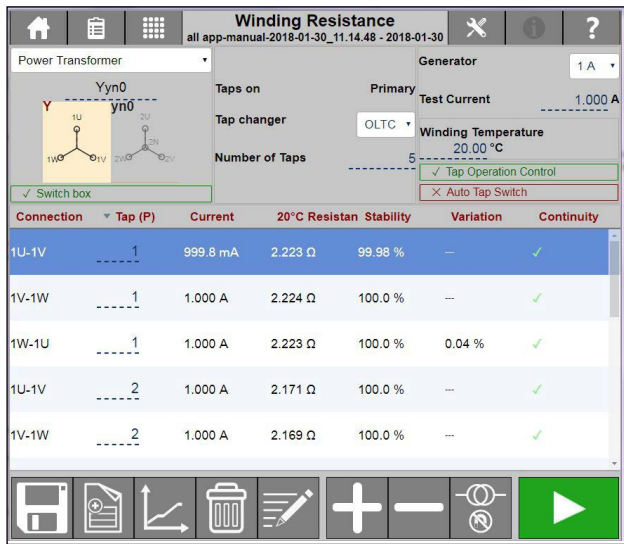 Winding Resistance
all app-manual-2018-01-30_11.14.48 - 2018-01-30
?
Power Transformer
Yyn0
Y
yn0
1U
2U
2N
1W
1V
2W
2V
✓ Switch box
Taps on Primary
Tap changer OLTC
Number of Taps 5
Generator 1 A
Test Current 1.000 A
Winding Temperature
20.00 °C
✓ Tap Operation Control
✕ Auto Tap Switch
Connection Tap (P) Current 20°C Resistan Stability Variation Continuity
1U-1V 1 999.8 mA 2.223 Ω 99.98 % --- ✓
1V-1W 1 1.000 A 2.224 Ω 100.0 % --- ✓
1W-1U 1 1.000 A 2.223 Ω 100.0 % 0.04 % ✓
1U-1V 2 1.000 A 2.171 Ω 100.0 % --- ✓
1V-1W 2 1.000 A 2.169 Ω 100.0 % --- ✓